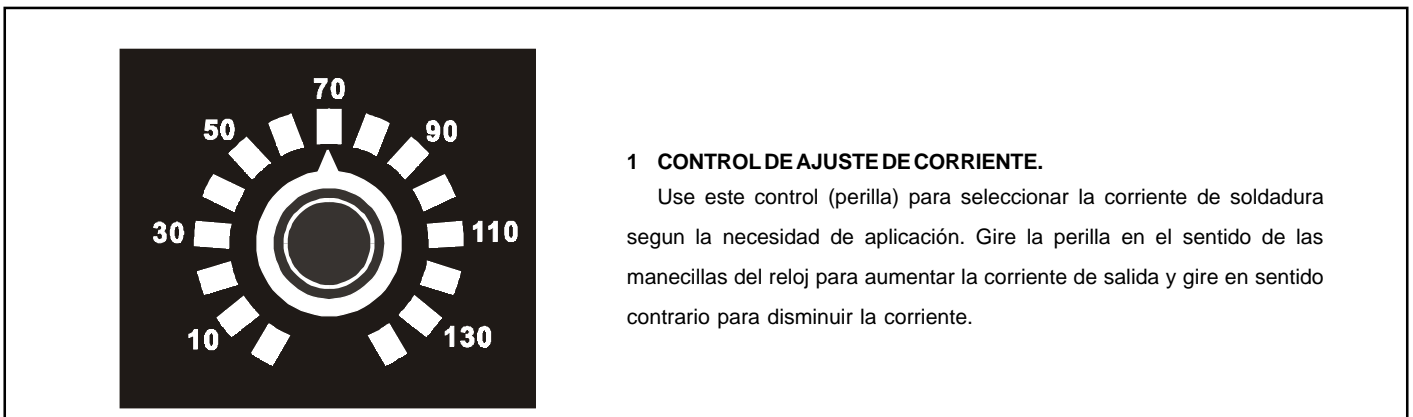 70
50 90
30 110
10 130
1 CONTROL DE AJUSTE DE CORRIENTE.
Use este control (perilla) para seleccionar la corriente de soldadura
segun la necesidad de aplicación. Gire la perilla en el sentido de las
manecillas del reloj para aumentar la corriente de salida y gire en sentido
contrario para disminuir la corriente.